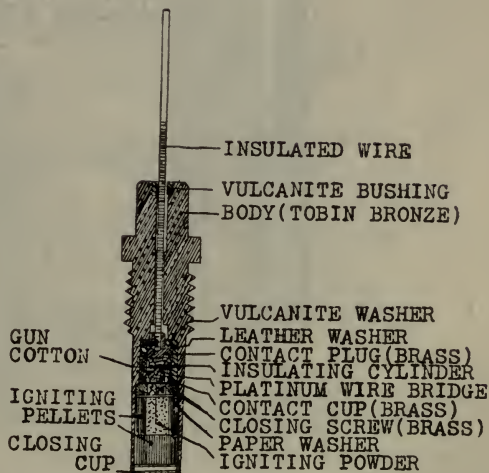 INSULATED WIRE
VULCANITE BUSHING
BODY(TOBIN BRONZE)
VULCANITE WASHER
LEATHER WASHER
CONTACT PLUG(BRASS)
INSULATING CYLINDER
PLATINUM WIRE BRIDGE
CONTACT CUP(BRASS)
CLOSING SCREW(BRASS)
PAPER WASHER
IGNITING POWDER
GUN
COTTON
IGNITING
PELLETS
CLOSING
CUP